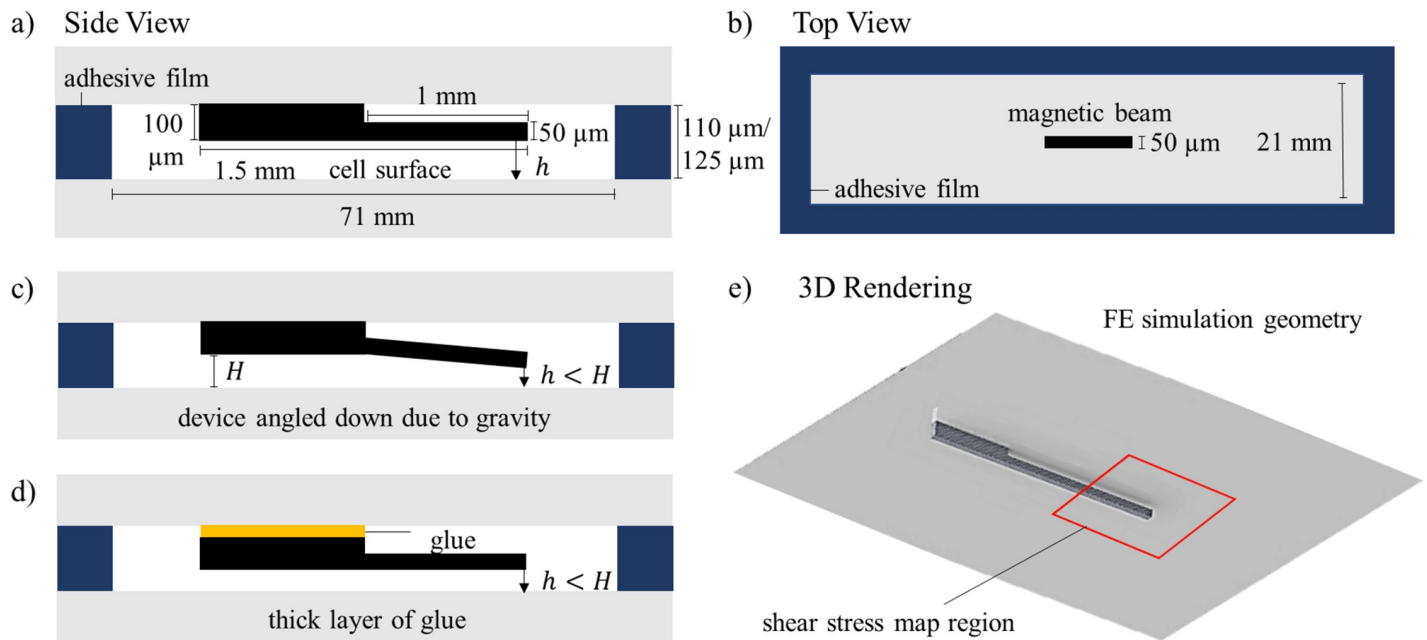 a) Side View
adhesive film
100
µm
1 mm
50 µm
110 µm/
125 µm
1.5 mm
cell surface
h
71 mm
b) Top View
magnetic beam
50 µm
21 mm
adhesive film
c)
H
h < H
device angled down due to gravity
d)
glue
h < H
thick layer of glue
e) 3D Rendering
FE simulation geometry
shear stress map region